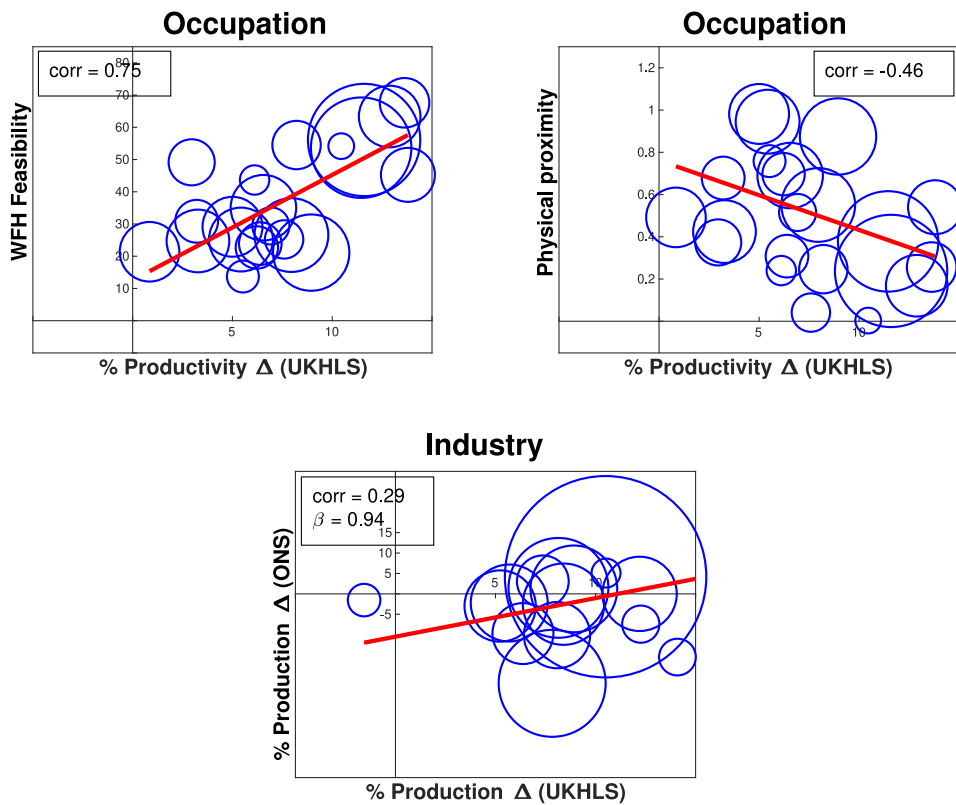 Occupation
corr = 0.75
80
70
60
50
40
30
20
10
5
10
WFH Feasibility
% Productivity Δ (UKHLS)
Occupation
corr = -0.46
1.2
1
0.8
0.6
0.4
0.2
5
10
Physical proximity
% Productivity Δ (UKHLS)
Industry
corr = 0.29
β = 0.94
15
10
5
-5
5
10
% Production Δ (ONS)
% Production Δ (UKHLS)